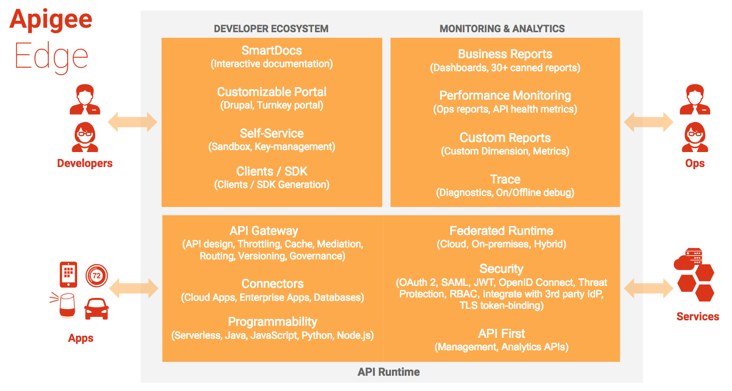 Apigee
Edge
DEVELOPER ECOSYSTEM
SmartDocs
(Interactive documentation)
Customizable Portal
(Drupal, Turnkey portal)
Self-Service
(Sandbox, Key-management)
Clients / SDK
(Clients / SDK Generation)
MONITORING & ANALYTICS
Business Reports
(Dashboards, 30+ canned reports)
Performance Monitoring
(Ops reports, API health metrics)
Custom Reports
(Custom Dimension, Metrics)
Trace
(Diagnostics, On/Offline debug)
Developers
Ops
API Gateway
(API design, Throttling, Cache, Mediation,
Routing, Versioning, Governance)
Connectors
(Cloud Apps, Enterprise Apps, Databases)
Programmability
(Serverless, Java, JavaScript, Python, Node.js)
Federated Runtime
(Cloud, On-premises, Hybrid)
Security
(OAuth 2, SAML, JWT, OpenID Connect, Threat
Protection, RBAC, Integrate with 3rd party IdP,
TLS token-binding)
API First
(Management, Analytics APIs)
72
Apps
Services
API Runtime